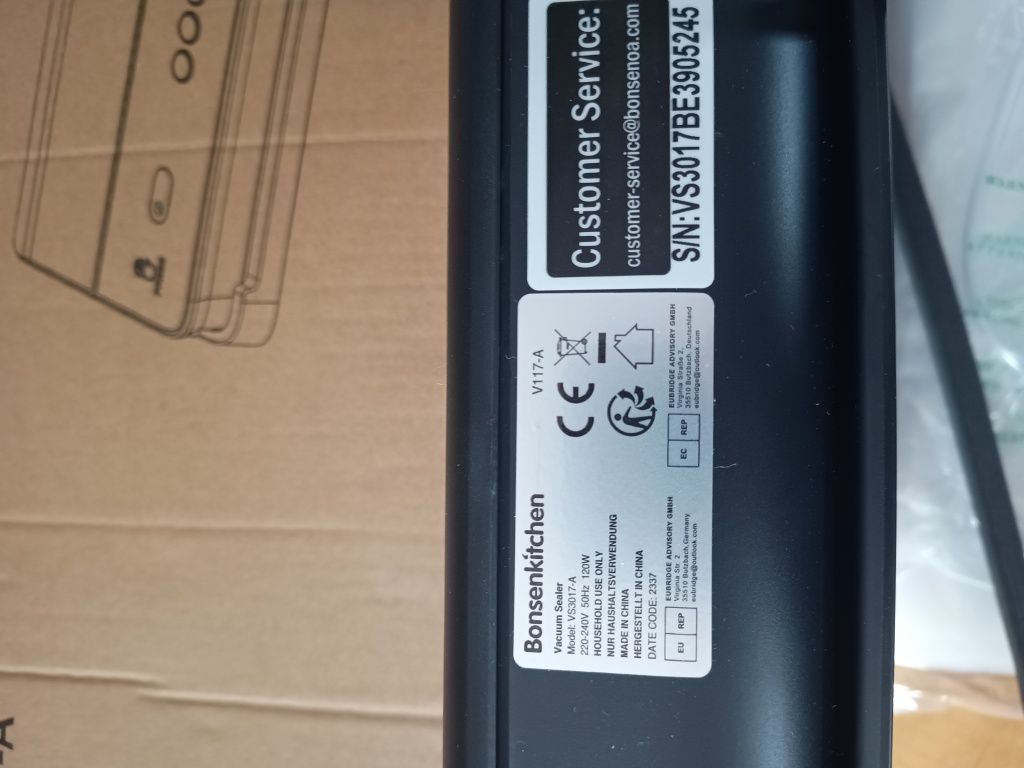 Bonsenkitchen
Vacuum Sealer
Model: VS3017-A
220-240V 50Hz 120W
HOUSEHOLD USE ONLY
NUR HAUSHALTSVERWENDUNG
MADE IN CHINA
HERGESTELLT IN CHINA
DATE CODE: 2337
EU REP
EUBRIDGE ADVISORY GMBH
Virginia Str. 2
35510 Butzbach, Germany
eubridge@outlook.com
V117-A
CE
EC REP
EUBRIDGE ADVISORY GMBH
Virginia Straße 2,
35510 Butzbach, Deutschland
eubridge@outlook.com
Customer Service:
customer-service@bonsenoa.com
S/N:VS3017BE3905245
-A